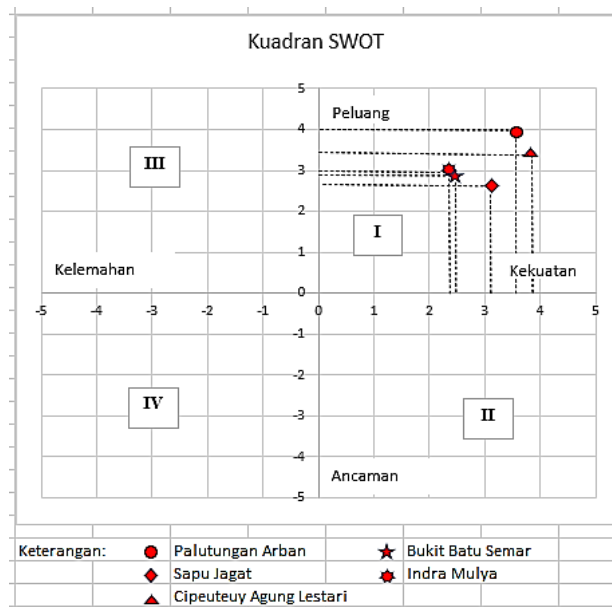 Kuadran SWOT
5
Peluang
4
III
3
2
I
1
Kelemahan
Kekuatan
0
-5 -4 -3 -2 -1 0 1 2 3 4 5
-1
-2
IV
II
-3
-4
Ancaman
-5
Keterangan: Palutungan Arban Bukit Batu Semar
Sapu Jagat Indra Mulya
Cipeuteuy Agung Lestari